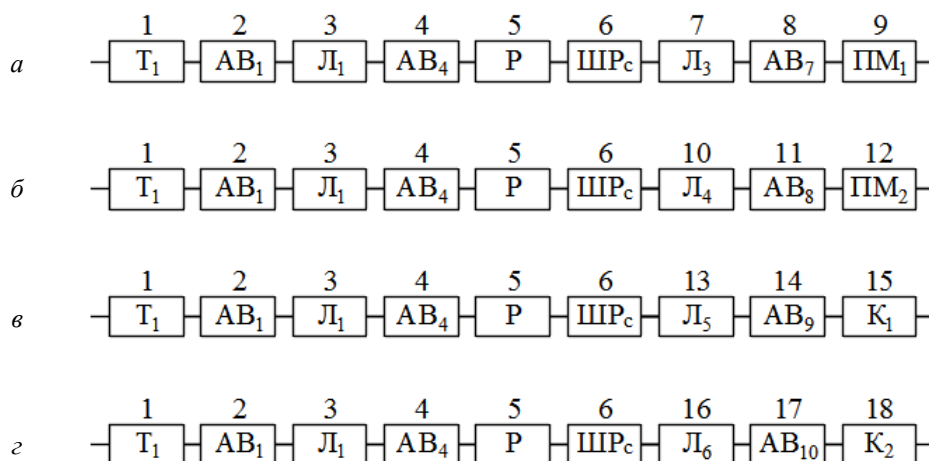 1 2 3 4 5 6 7 8 9
а Т₁ АВ₁ Л₁ АВ₄ Р ШРс Л₃ АВ₇ ПМ₁
1 2 3 4 5 6 10 11 12
б Т₁ АВ₁ Л₁ АВ₄ Р ШРс Л₄ АВ₈ ПМ₂
1 2 3 4 5 6 13 14 15
в Т₁ АВ₁ Л₁ АВ₄ Р ШРс Л₅ АВ₉ К₁
1 2 3 4 5 6 16 17 18
г Т₁ АВ₁ Л₁ АВ₄ Р ШРс Л₆ АВ₁₀ К₂